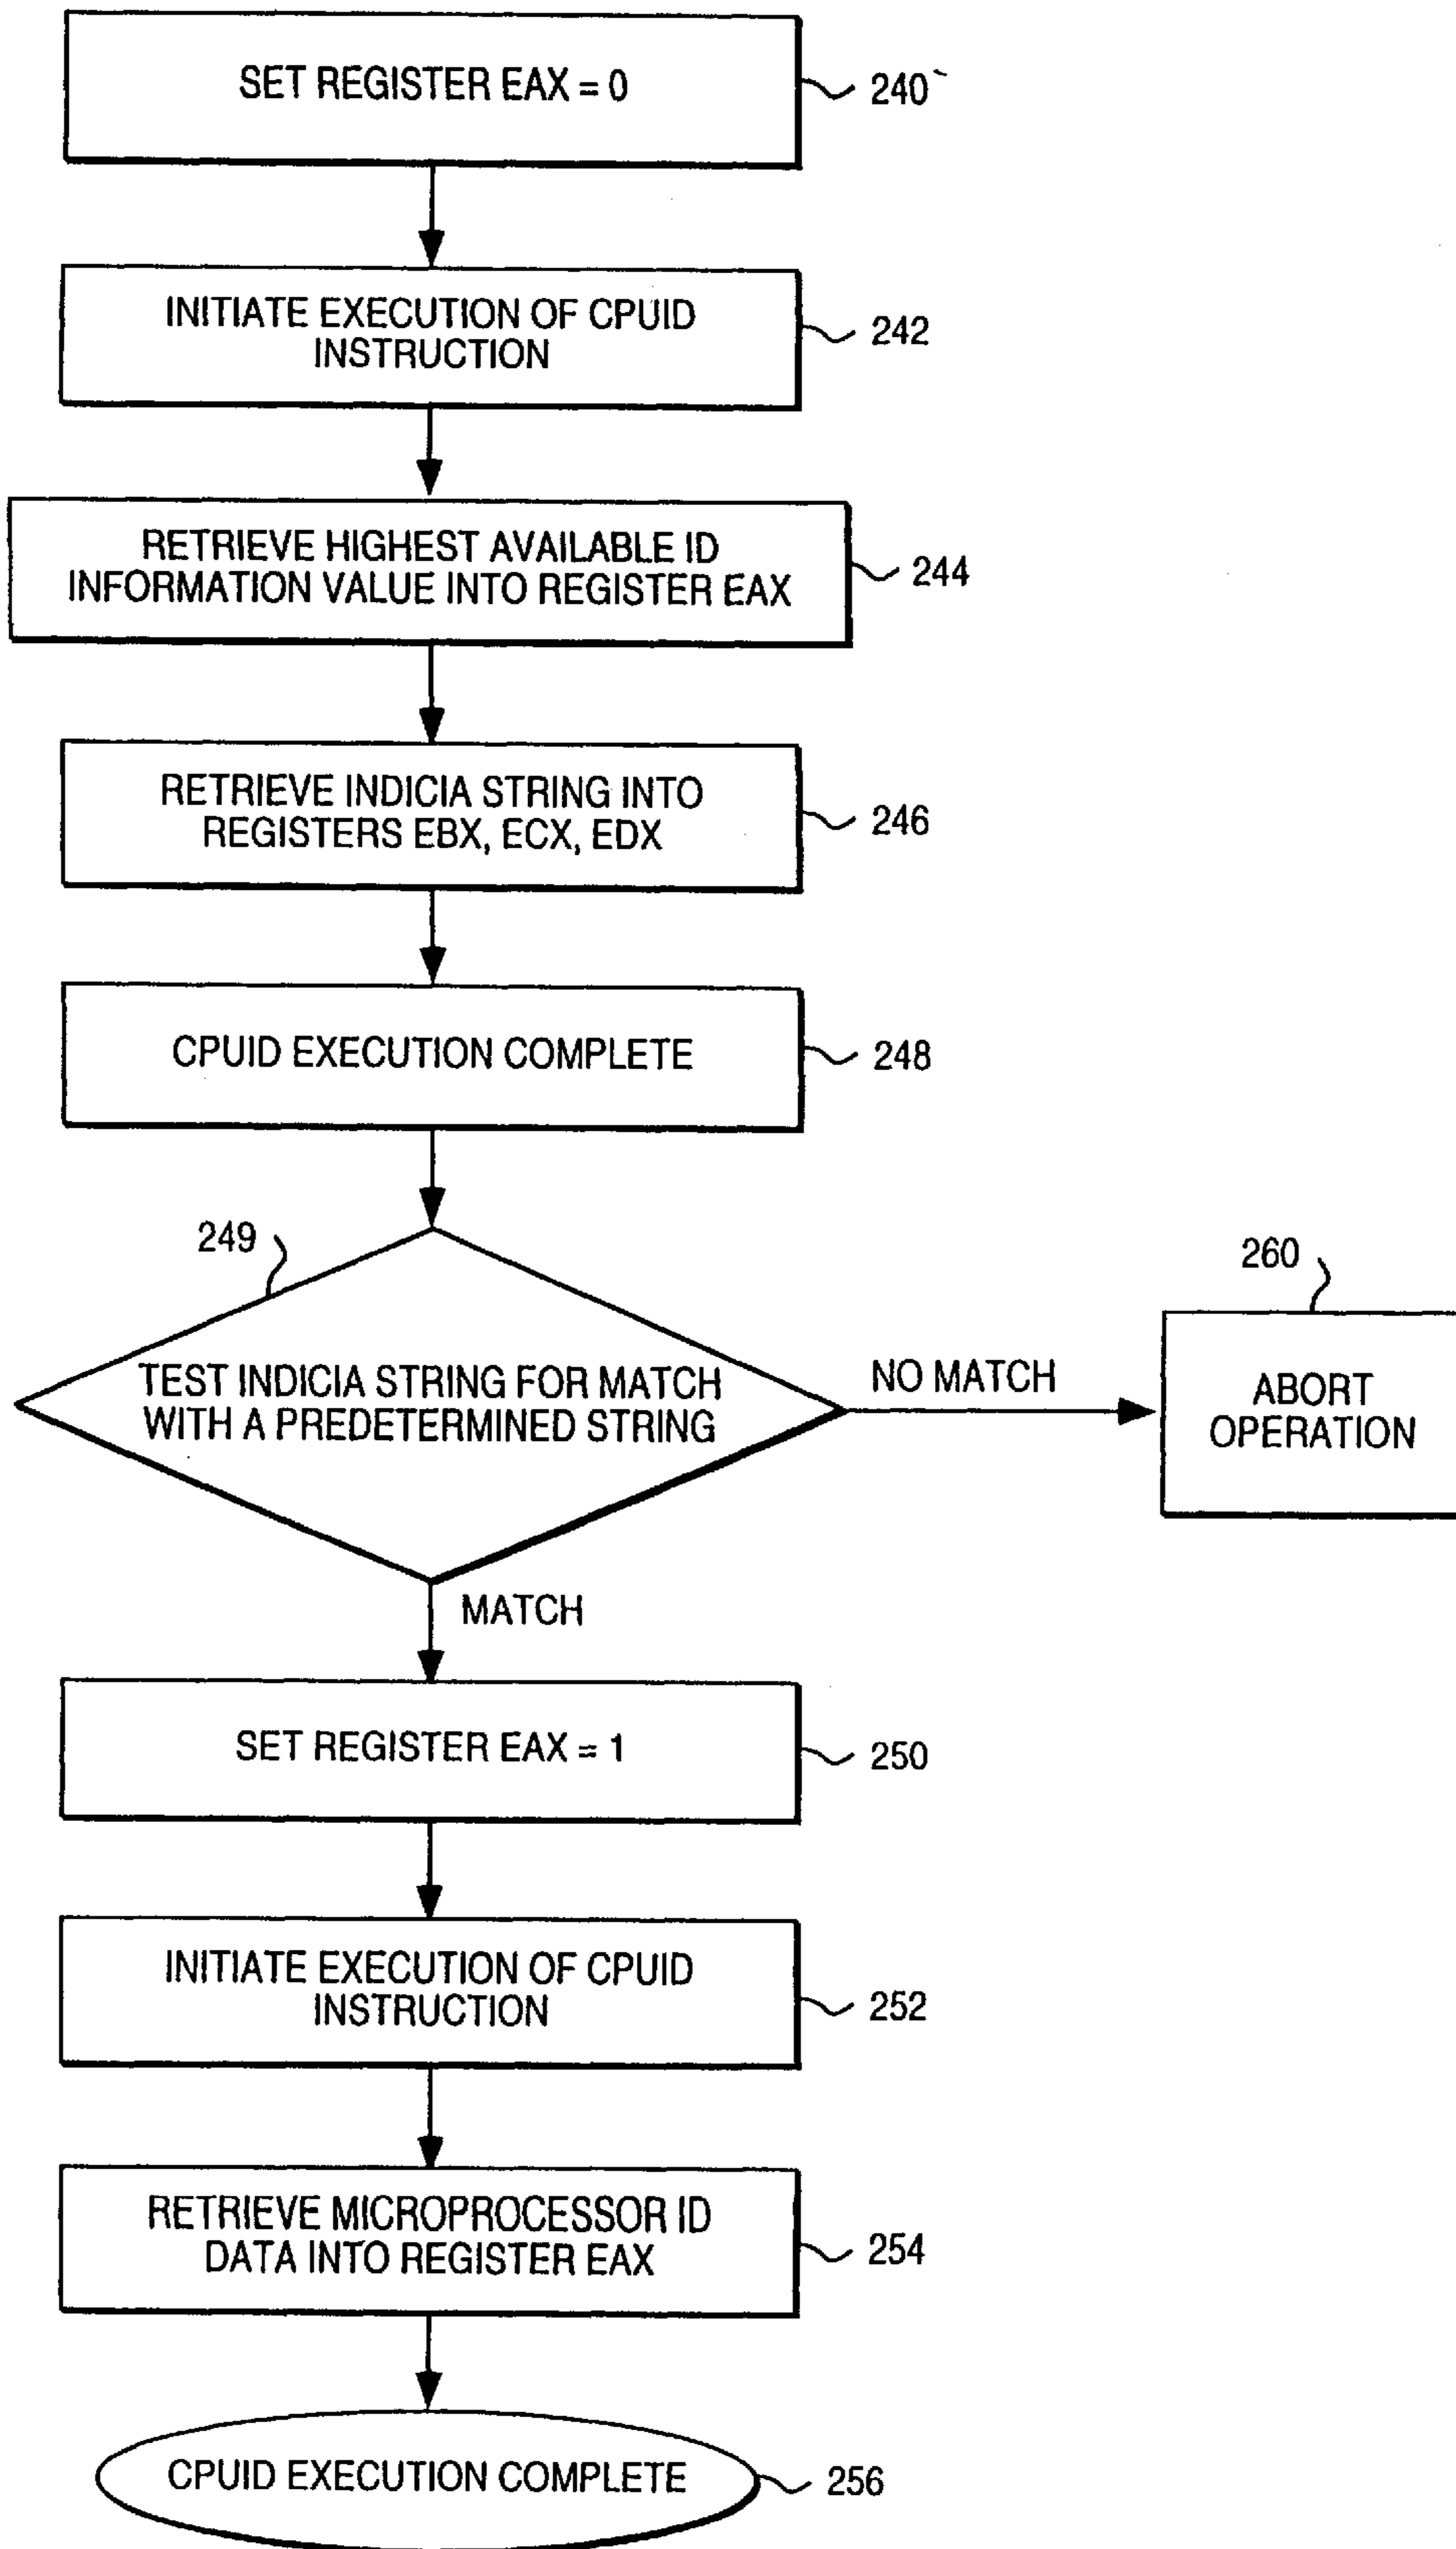 SET REGISTER EAX = 0
240
INITIATE EXECUTION OF CPUID
INSTRUCTION
242
RETRIEVE HIGHEST AVAILABLE ID
INFORMATION VALUE INTO REGISTER EAX
244
RETRIEVE INDICIA STRING INTO
REGISTERS EBX, ECX, EDX
246
CPUID EXECUTION COMPLETE
248
249
TEST INDICIA STRING FOR MATCH
WITH A PREDETERMINED STRING
NO MATCH
260
ABORT
OPERATION
MATCH
SET REGISTER EAX = 1
250
INITIATE EXECUTION OF CPUID
INSTRUCTION
252
RETRIEVE MICROPROCESSOR ID
DATA INTO REGISTER EAX
254
CPUID EXECUTION COMPLETE
256